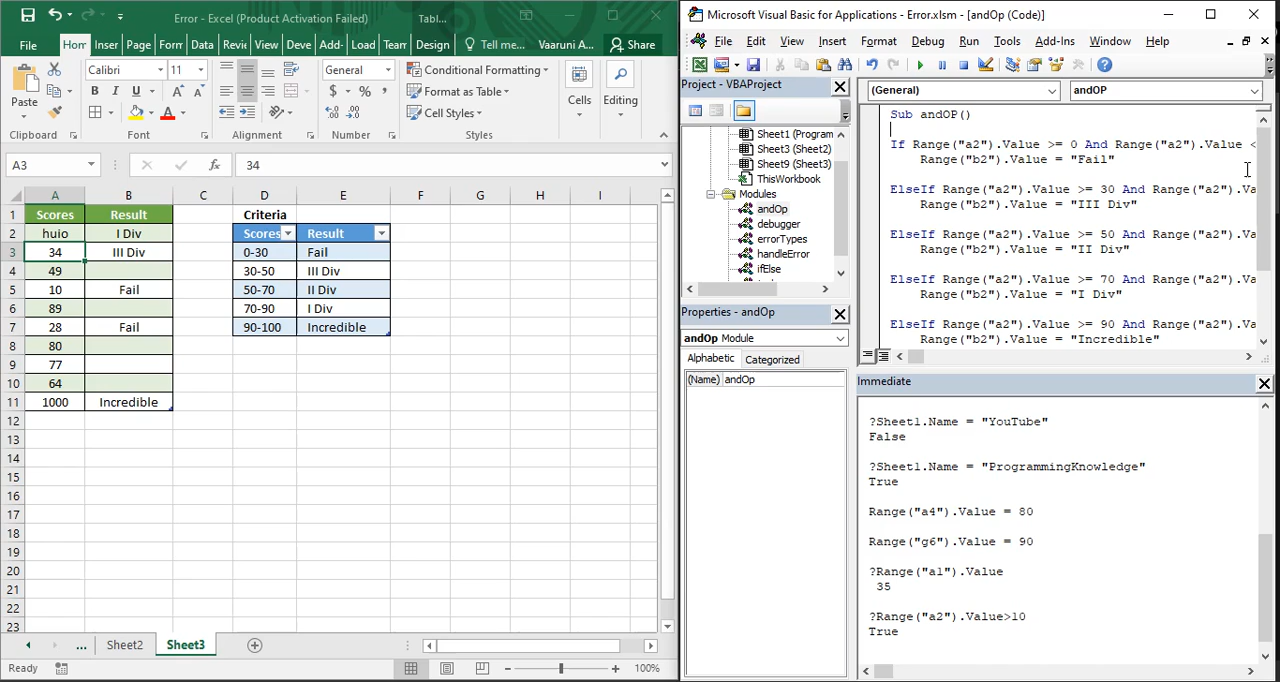 Error - Excel (Product Activation Failed) Tabl...
File Hom Inser Page Form Data Revie View Deve Add- Load Team Design Tell me... Vaaruni A... Share
Paste
Calibri 11
B I U
A A
General
$ % ,
Conditional Formatting
Format as Table
Cell Styles
Cells Editing
Clipboard Font Alignment Number Styles
A3 fx 34
A B C D E F G H I
1 Scores Result Criteria
2 huio I Div Scores Result
3 34 III Div 0-30 Fail
4 49 30-50 III Div
5 10 Fail 50-70 II Div
6 89 70-90 I Div
7 28 Fail 90-100 Incredible
8 80
9 77
10 64
11 1000 Incredible
12
13
14
15
16
17
18
19
20
21
22
23
... Sheet2 Sheet3
Ready 100%
Microsoft Visual Basic for Applications - Error.xlsm - [andOp (Code)]
File Edit View Insert Format Debug Run Tools Add-Ins Window Help
Project - VBAProject
Sheet1 (Program
Sheet3 (Sheet2)
Sheet9 (Sheet3)
ThisWorkbook
Modules
andOp
debugger
errorTypes
handleError
ifElse
Properties - andOp
andOp Module
Alphabetic Categorized
(Name) andOp
(General) andOP
Sub andOP()
If Range("a2").Value >= 0 And Range("a2").Value <
Range("b2").Value = "Fail"
ElseIf Range("a2").Value >= 30 And Range("a2").Va
Range("b2").Value = "III Div"
ElseIf Range("a2").Value >= 50 And Range("a2").Va
Range("b2").Value = "II Div"
ElseIf Range("a2").Value >= 70 And Range("a2").Va
Range("b2").Value = "I Div"
ElseIf Range("a2").Value >= 90 And Range("a2").Va
Range("b2").Value = "Incredible"
Immediate
?Sheet1.Name = "YouTube"
False
?Sheet1.Name = "ProgrammingKnowledge"
True
Range("a4").Value = 80
Range("g6").Value = 90
?Range("a1").Value
35
?Range("a2").Value>10
True